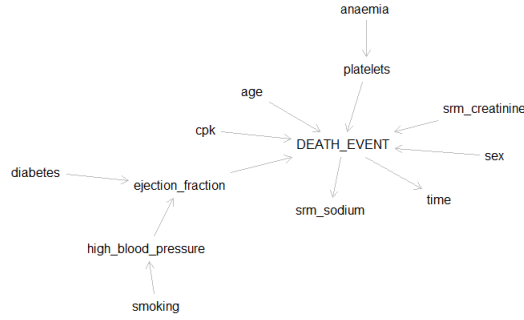 anaemia
platelets
age
srm_creatinine
cpk
DEATH_EVENT
sex
diabetes
ejection_fraction
time
srm_sodium
high_blood_pressure
smoking